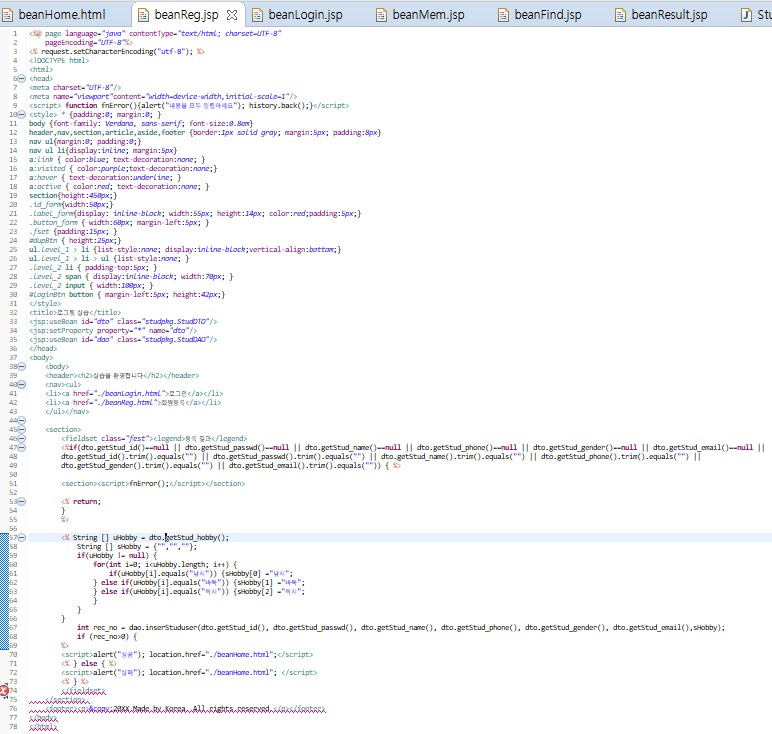 beanHome.html beanReg.jsp beanLogin.jsp beanMem.jsp beanFind.jsp beanResult.jsp Stu
1 <%@ page language="java" contentType="text/html; charset=UTF-8"
2 pageEncoding="UTF-8"%>
3 <% request.setCharacterEncoding("utf-8"); %>
4 <!DOCTYPE html>
5 <html>
6 <head>
7 <meta charset="UTF-8"/>
8 <meta name="viewport"content="width=device-width,initial-scale=1"/>
9 <script> function fnError(){alert("내용을 모두 입력하세요"); history.back();}</script>
10 <style> * {padding:0; margin:0; }
11 body {font-family: Verdana, sans-serif; font-size:0.8em}
12 header,nav,section,article,aside,footer {border:1px solid gray; margin:5px; padding:8px}
13 nav ul{margin:0; padding:0;}
14 nav ul li{display:inline; margin:5px}
15 a:link { color:blue; text-decoration:none; }
16 a:visited { color:purple;text-decoration:none;}
17 a:hover { text-decoration:underline; }
18 a:active { color:red; text-decoration:none; }
19 section{height:450px;}
20 .id_form{width:50px;}
21 .label_form{display: inline-block; width:55px; height:14px; color:red;padding:5px;}
22 .button_form { width:60px; margin-left:5px; }
23 .fset {padding:15px; }
24 #dupBtn { height:25px;}
25 ul.level_1 > li {list-style:none; display:inline-block;vertical-align:bottom;}
26 ul.level_1 > li > ul {list-style:none; }
27 .level_2 li { padding-top:5px; }
28 .level_2 span { display:inline-block; width:70px; }
29 .level_2 input { width:100px; }
30 #LoginBtn button { margin-left:5px; height:42px;}
31 </style>
32 <title>로그림 실습</title>
33 <jsp:useBean id="dto" class="studpkg.StudDTO"/>
34 <jsp:setProperty property="*" name="dto"/>
35 <jsp:useBean id="dao" class="studpkg.StudDAO"/>
36 </head>
37 <body>
38 <body>
39 <header><h2>실습을 환영합니다</h2></header>
40 <nav><ul>
41 <li><a href="./beanLogin.html">로그인</a></li>
42 <li><a href="./beanReg.html">회원등록</a></li>
43 </ul></nav>
44
45 <section>
46 <fieldset class="fest"><legend>등록 결과</legend>
47 <%if(dto.getStud_id()==null || dto.getStud_passwd()==null || dto.getStud_name()==null || dto.getStud_phone()==null || dto.getStud_gender()==null || dto.getStud_email()==null ||
48 dto.getStud_id().trim().equals("") || dto.getStud_passwd().trim().equals("") || dto.getStud_name().trim().equals("") || dto.getStud_phone().trim().equals("") ||
49 dto.getStud_gender().trim().equals("") || dto.getStud_email().trim().equals("")) { %>
50
51 <section><script>fnError();</script></section>
52
53 <% return;
54 }
55 %>
56
57 <% String [] uHobby = dto.getStud_hobby();
58 String [] sHobby = {"","",""};
59 if(uHobby != null) {
60 for(int i=0; i<uHobby.length; i++) {
61 if(uHobby[i].equals("낚시")) {sHobby[0] ="낚시";
62 } else if(uHobby[i].equals("바둑")) {sHobby[1] ="바둑";
63 } else if(uHobby[i].equals("독서")) {sHobby[2] ="독서";
64 }
65 }
66 }
67 int rec_no = dao.inserStuduser(dto.getStud_id(), dto.getStud_passwd(), dto.getStud_name(), dto.getStud_phone(), dto.getStud_gender(), dto.getStud_email(),sHobby);
68 if (rec_no>0) {
69 %>
70 <script>alert("성공"); location.href="./beanHome.html";</script>
71 <% } else { %>
72 <script>alert("실패"); location.href="./beanHome.html"; </script>
73 <% } %>
74 </fieldset>
75 </section>
76 <footer><p>&copy;20XX Made by Korea. All rights reserved.</p></footer>
77 </body>
78 </html>